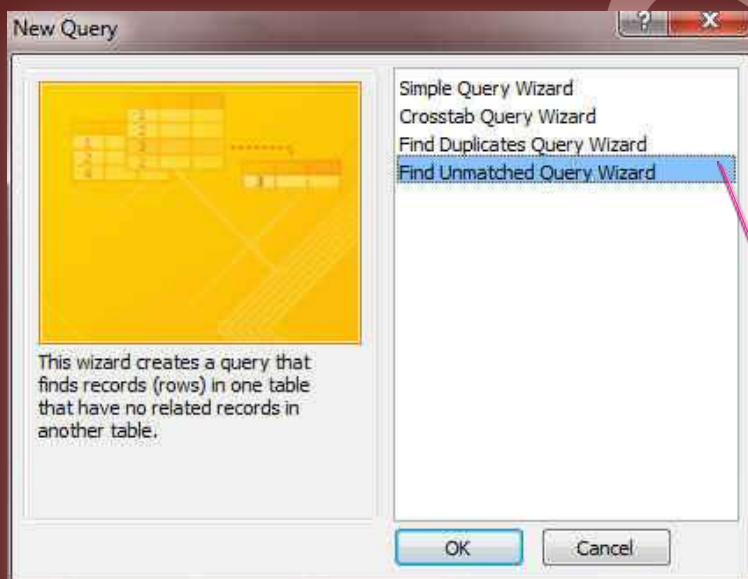 New Query
Simple Query Wizard
Crosstab Query Wizard
Find Duplicates Query Wizard
Find Unmatched Query Wizard
This wizard creates a query that
finds records (rows) in one table
that have no related records in
another table.
OK
Cancel